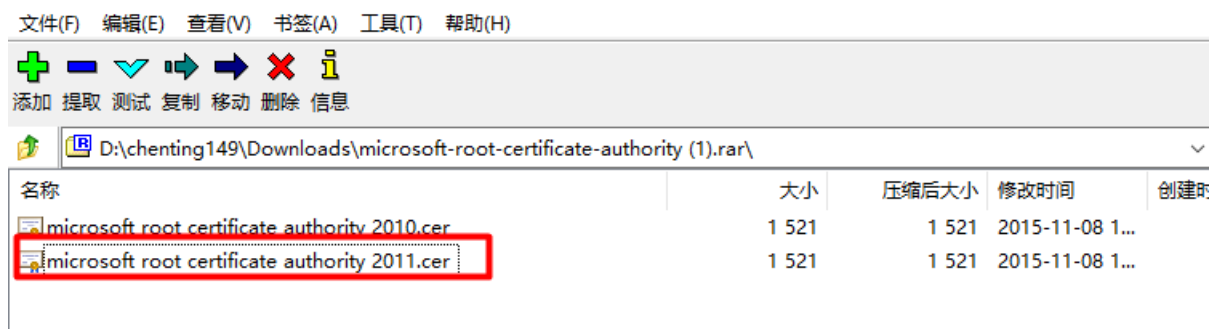 文件(F) 编辑(E) 查看(V) 书签(A) 工具(T) 帮助(H)
添加 提取 测试 复制 移动 删除 信息
D:\chenting149\Downloads\microsoft-root-certificate-authority (1).rar\
名称 大小 压缩后大小 修改时间 创建时
microsoft root certificate authority 2010.cer 1 521 1 521 2015-11-08 1...
microsoft root certificate authority 2011.cer 1 521 1 521 2015-11-08 1...